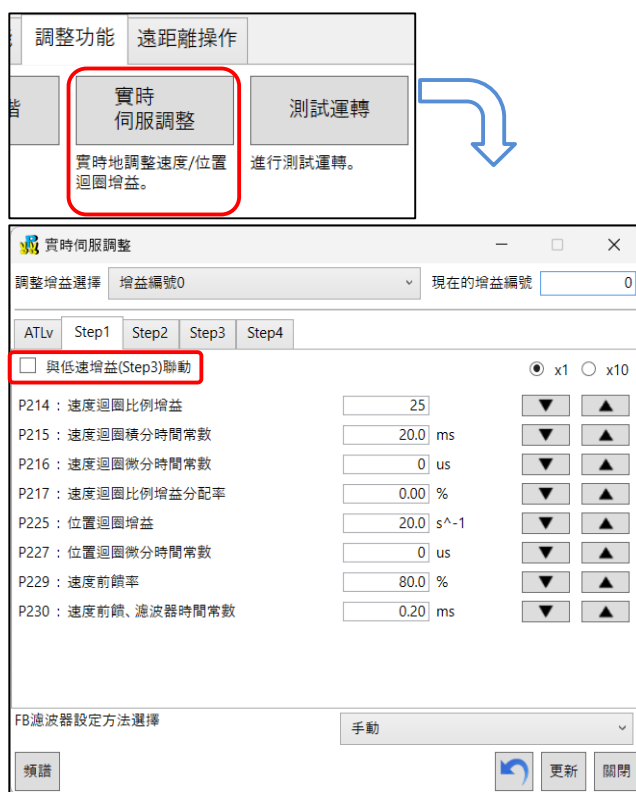 調整功能 遠距離操作
實時
伺服調整
測試運轉
實時地調整速度/位置
迴圈增益。
進行測試運轉。
實時伺服調整
調整增益選擇 增益編號0 現在的增益編號 0
ATLv Step1 Step2 Step3 Step4
與低速增益(Step3)聯動 x1 x10
P214 : 速度迴圈比例增益 25
P215 : 速度迴圈積分時間常數 20.0 ms
P216 : 速度迴圈微分時間常數 0 us
P217 : 速度迴圈比例增益分配率 0.00 %
P225 : 位置迴圈增益 20.0 s^-1
P227 : 位置迴圈微分時間常數 0 us
P229 : 速度前饋率 80.0 %
P230 : 速度前饋、濾波器時間常數 0.20 ms
FB濾波器設定方法選擇 手動
頻譜 更新 關閉